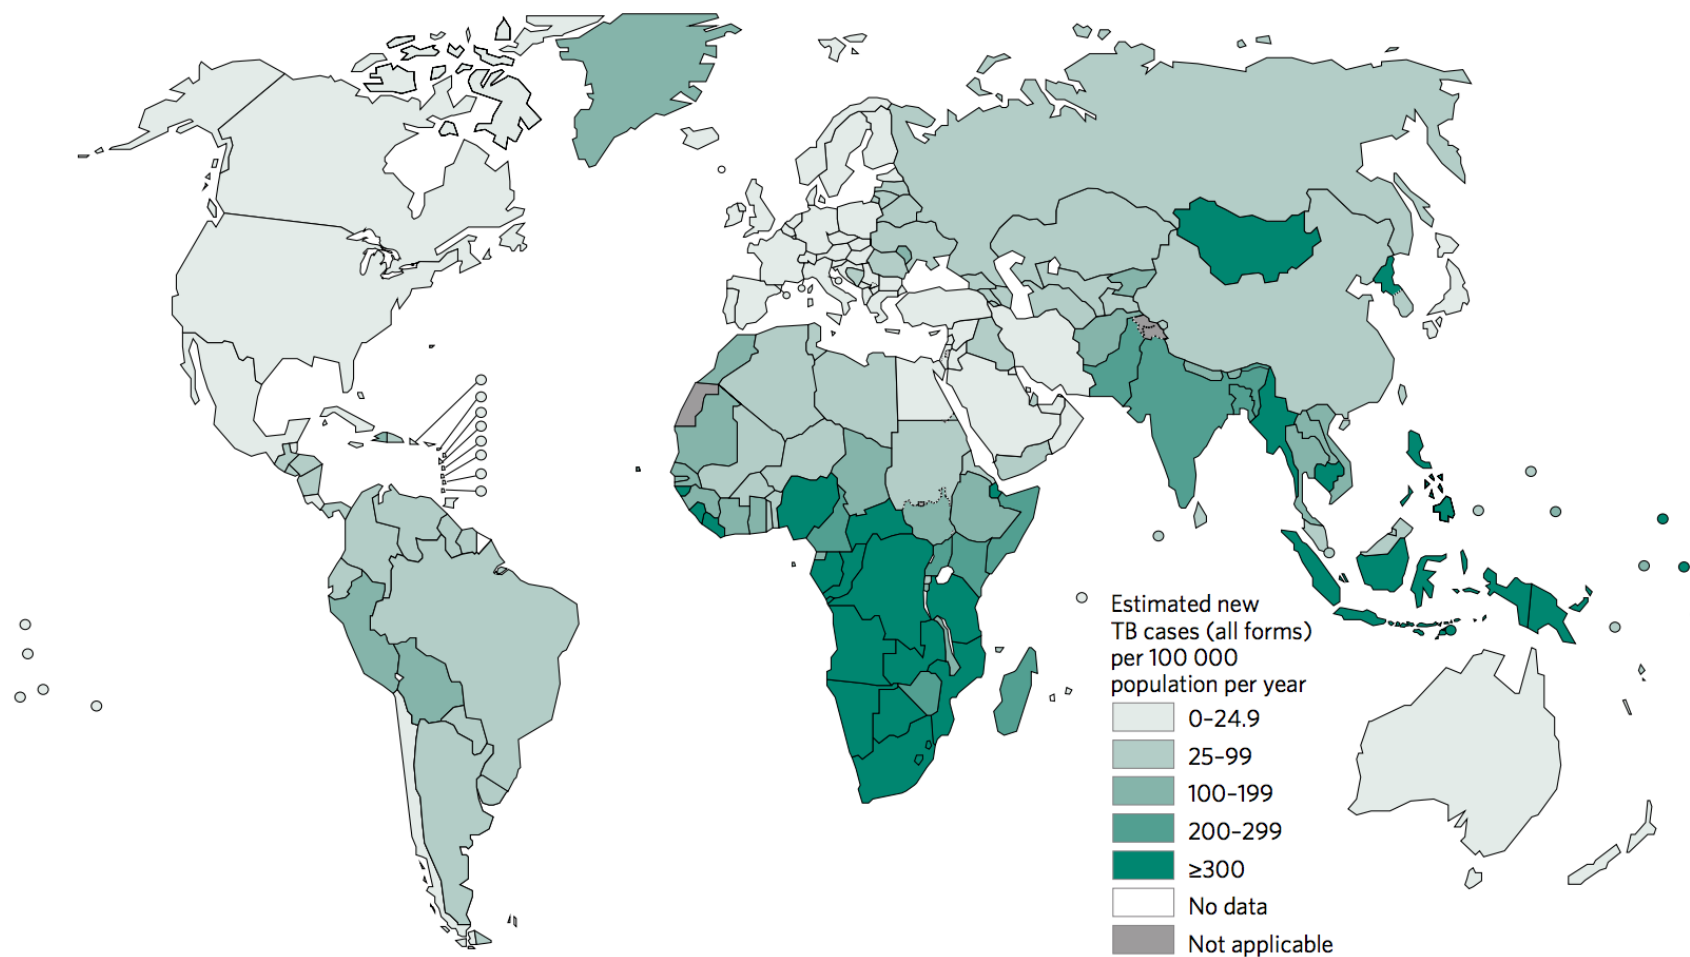 Estimated new
TB cases (all forms)
per 100 000
population per year
0–24.9
25–99
100–199
200–299
≥300
No data
Not applicable